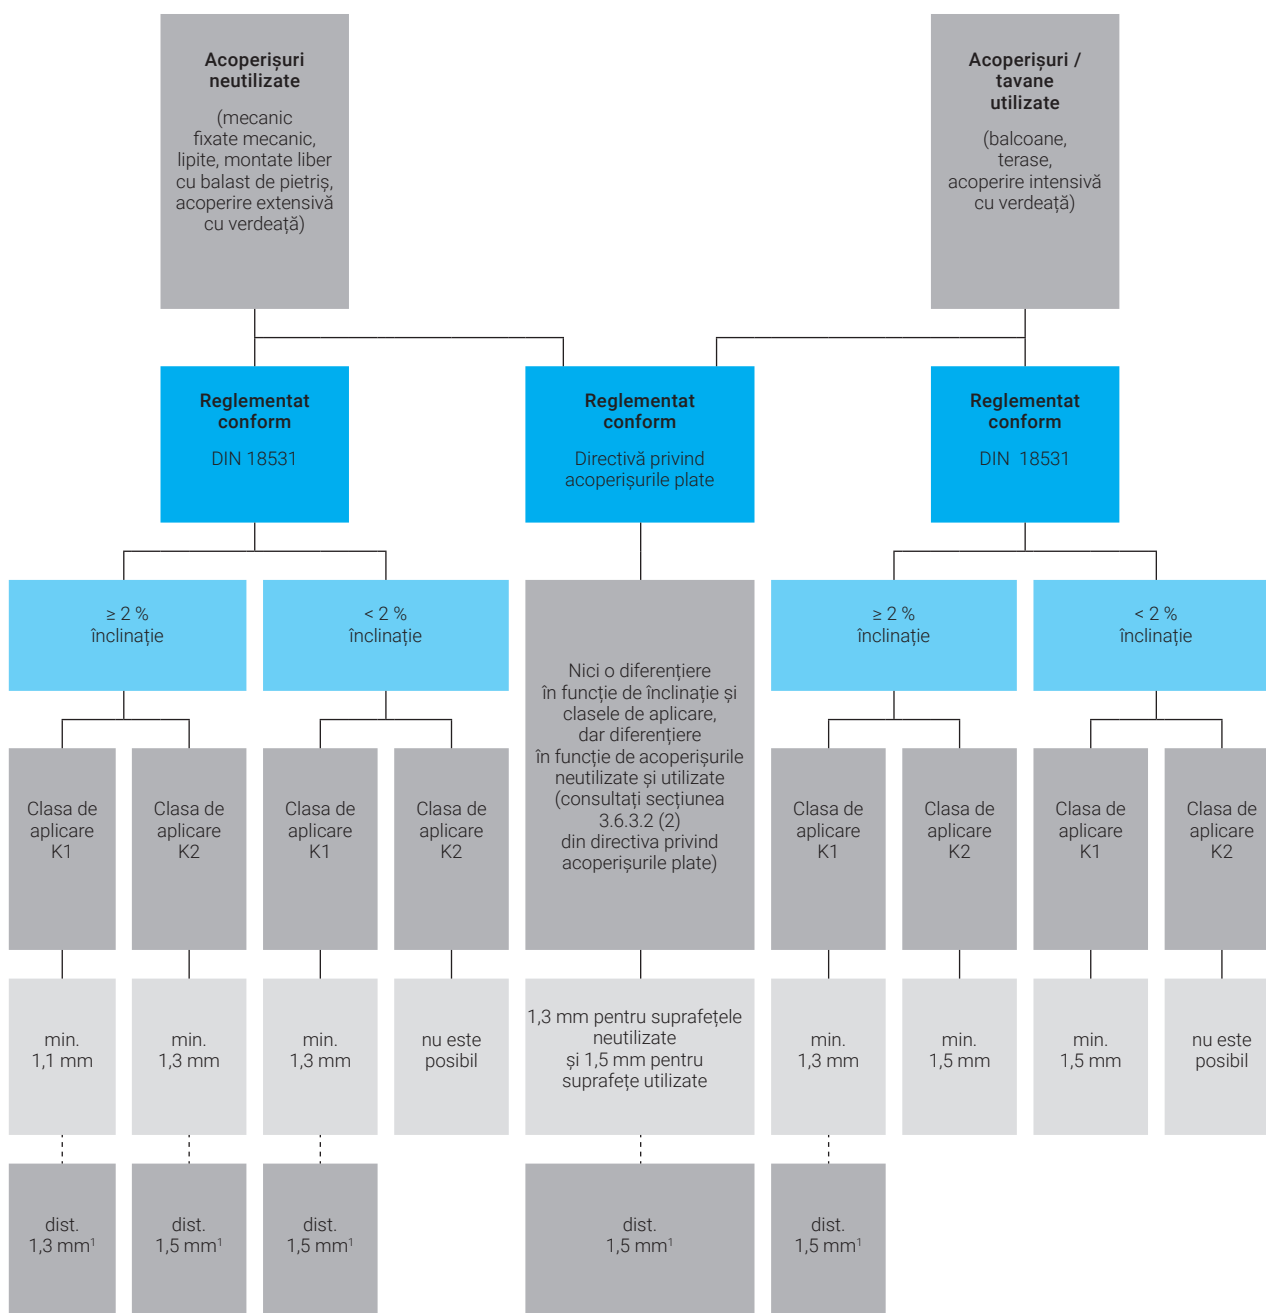 Acoperișuri
neutilizate
(mecanic
fixate mecanic,
lipite, montate liber
cu balast de pietriș,
acoperire extensivă
cu verdeață)
Acoperișuri /
tavane
utilizate
(balcoane,
terase,
acoperire intensivă
cu verdeață)
Reglementat
conform
DIN 18531
Reglementat
conform
Directivă privind
acoperișurile plate
Reglementat
conform
DIN 18531
≥ 2 %
înclinație
< 2 %
înclinație
Nici o diferențiere
în funcție de înclinație și
clasele de aplicare,
dar diferențiere
în funcție de acoperișurile
neutilizate și utilizate
(consultați secțiunea
3.6.3.2 (2)
din directiva privind
acoperișurile plate)
≥ 2 %
înclinație
< 2 %
înclinație
Clasa de
aplicare
K1
Clasa de
aplicare
K2
Clasa de
aplicare
K1
Clasa de
aplicare
K2
Clasa de
aplicare
K1
Clasa de
aplicare
K2
Clasa de
aplicare
K1
Clasa de
aplicare
K2
min.
1,1 mm
min.
1,3 mm
min.
1,3 mm
nu este
posibil
1,3 mm pentru suprafețele
neutilizate
și 1,5 mm pentru
suprafețe utilizate
min.
1,3 mm
min.
1,5 mm
min.
1,5 mm
nu este
posibil
dist.
1,3 mm¹
dist.
1,5 mm¹
dist.
1,5 mm¹
dist.
1,5 mm¹
dist.
1,5 mm¹